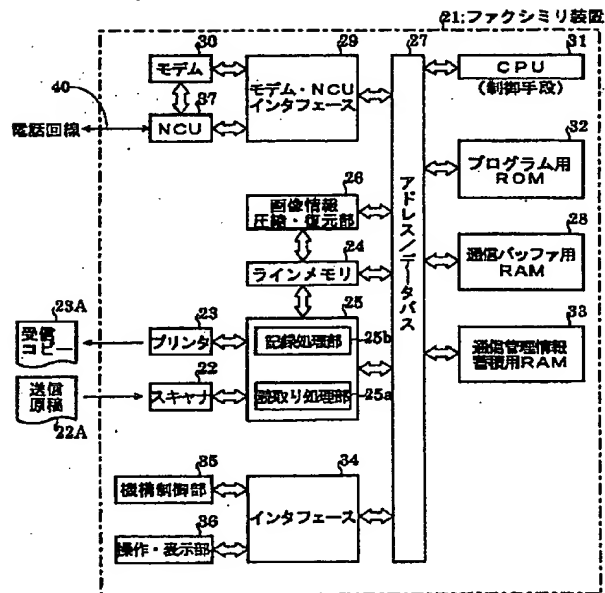 21:ファクシミリ装置
30
モデム
29
モデム・NCU
インタフェース
27
アドレス/データバス
31
CPU
(制御手段)
40
電話回線
37
NCU
32
プログラム用
ROM
26
画像情報
圧縮・復元部
24
ラインメモリ
28
通信バッファ用
RAM
23A
受信
コピー
23
プリンタ
25
記録処理部
25b
33
通信管理情報
蓄積用RAM
送信
原稿
22A
22
スキャナ
読取り処理部
25a
35
機構制御部
34
インタフェース
36
操作・表示部